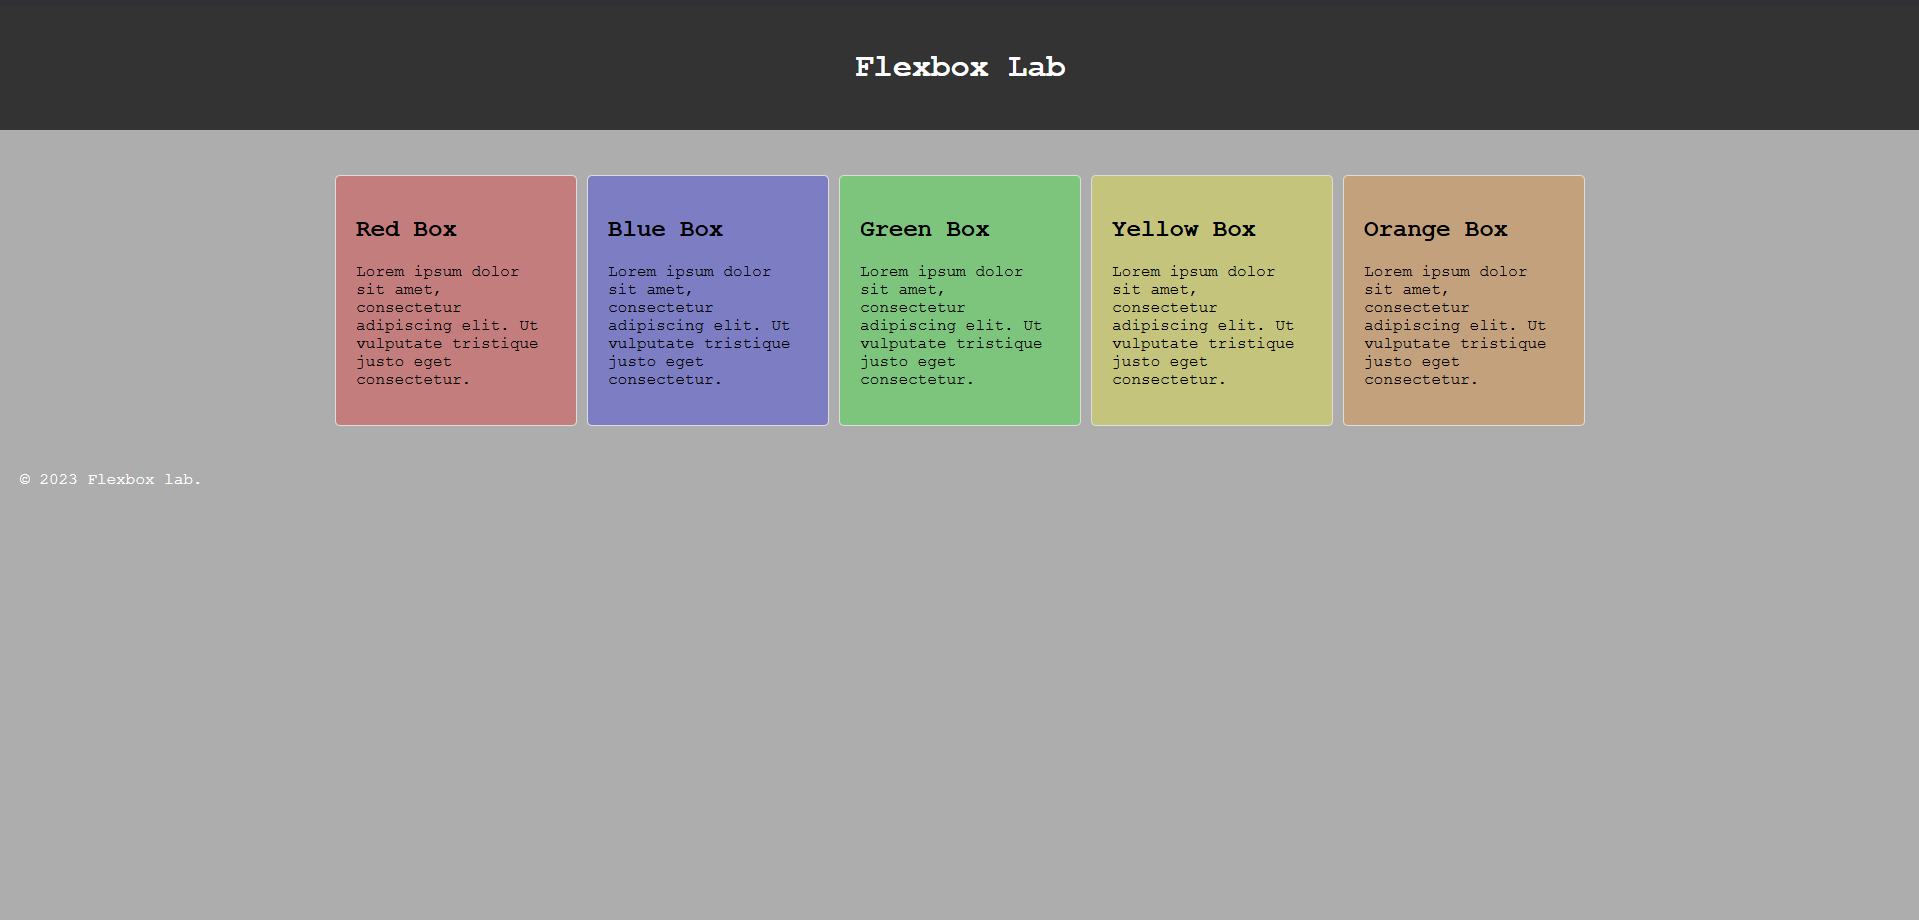 Flexbox Lab
Red Box
Lorem ipsum dolor
sit amet,
consectetur
adipiscing elit. Ut
vulputate tristique
justo eget
consectetur.
Blue Box
Lorem ipsum dolor
sit amet,
consectetur
adipiscing elit. Ut
vulputate tristique
justo eget
consectetur.
Green Box
Lorem ipsum dolor
sit amet,
consectetur
adipiscing elit. Ut
vulputate tristique
justo eget
consectetur.
Yellow Box
Lorem ipsum dolor
sit amet,
consectetur
adipiscing elit. Ut
vulputate tristique
justo eget
consectetur.
Orange Box
Lorem ipsum dolor
sit amet,
consectetur
adipiscing elit. Ut
vulputate tristique
justo eget
consectetur.
© 2023 Flexbox lab.